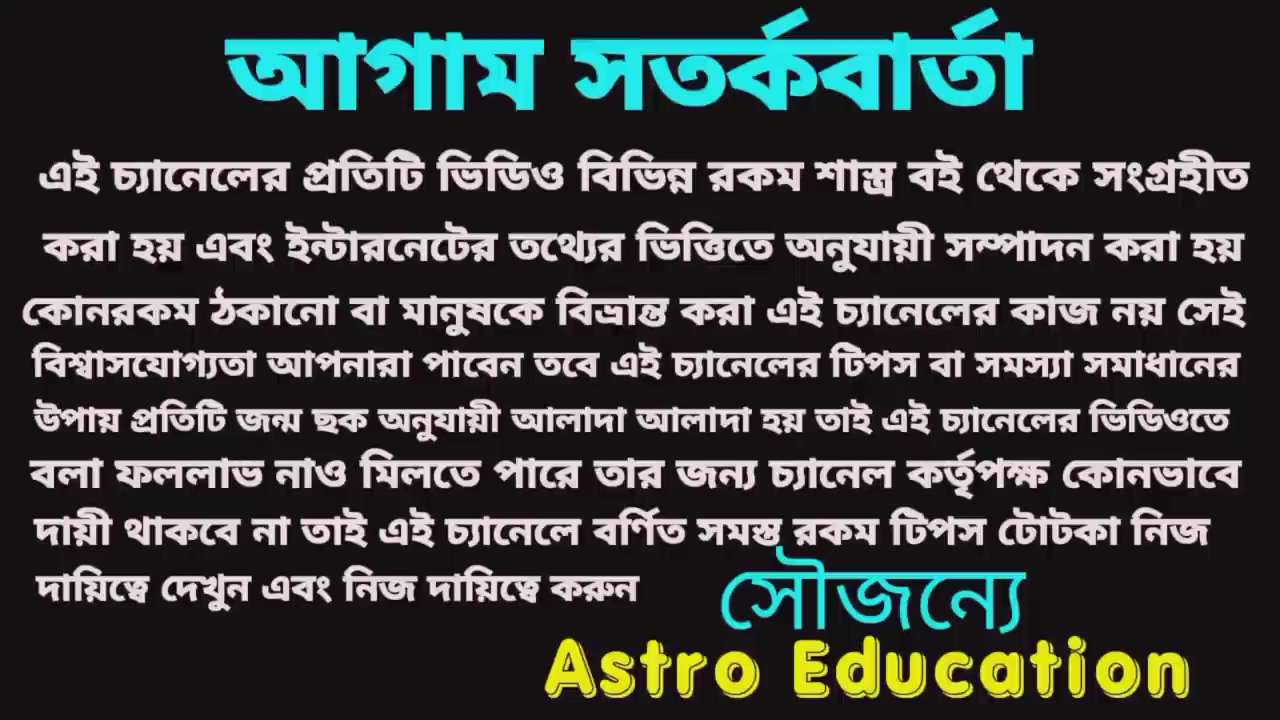 আগাম সতর্কবার্তা
এই চ্যানেলের প্রতিটি ভিডিও বিভিন্ন রকম শাস্ত্র বই থেকে সংগ্রহীত
করা হয় এবং ইন্টারনেটের তথ্যের ভিত্তিতে অনুযায়ী সম্পাদন করা হয়
কোনরকম ঠকানো বা মানুষকে বিভ্রান্ত করা এই চ্যানেলের কাজ নয় সেই
বিশ্বাসযোগ্যতা আপনারা পাবেন তবে এই চ্যানেলের টিপস বা সমস্যা সমাধানের
উপায় প্রতিটি জন্ম ছক অনুযায়ী আলাদা আলাদা হয় তাই এই চ্যানেলের ভিডিওতে
বলা ফললাভ নাও মিলতে পারে তার জন্য চ্যানেল কর্তৃপক্ষ কোনভাবে
দায়ী থাকবে না তাই এই চ্যানেলে বর্ণিত সমস্ত রকম টিপস টোটকা নিজ
দায়িত্বে দেখুন এবং নিজ দায়িত্বে করুন
সৌজন্যে
Astro Education